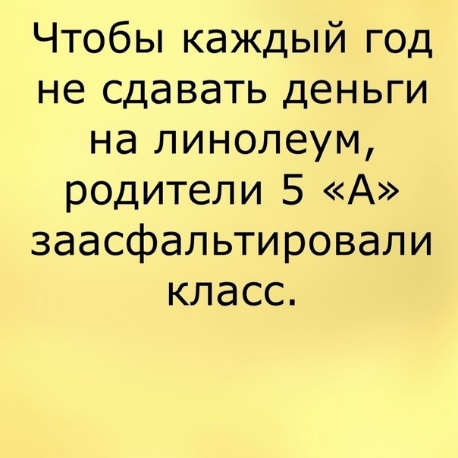 Чтобы каждый год
не сдавать деньги
на линолеум,
родители 5 «А»
заасфальтировали
класс.